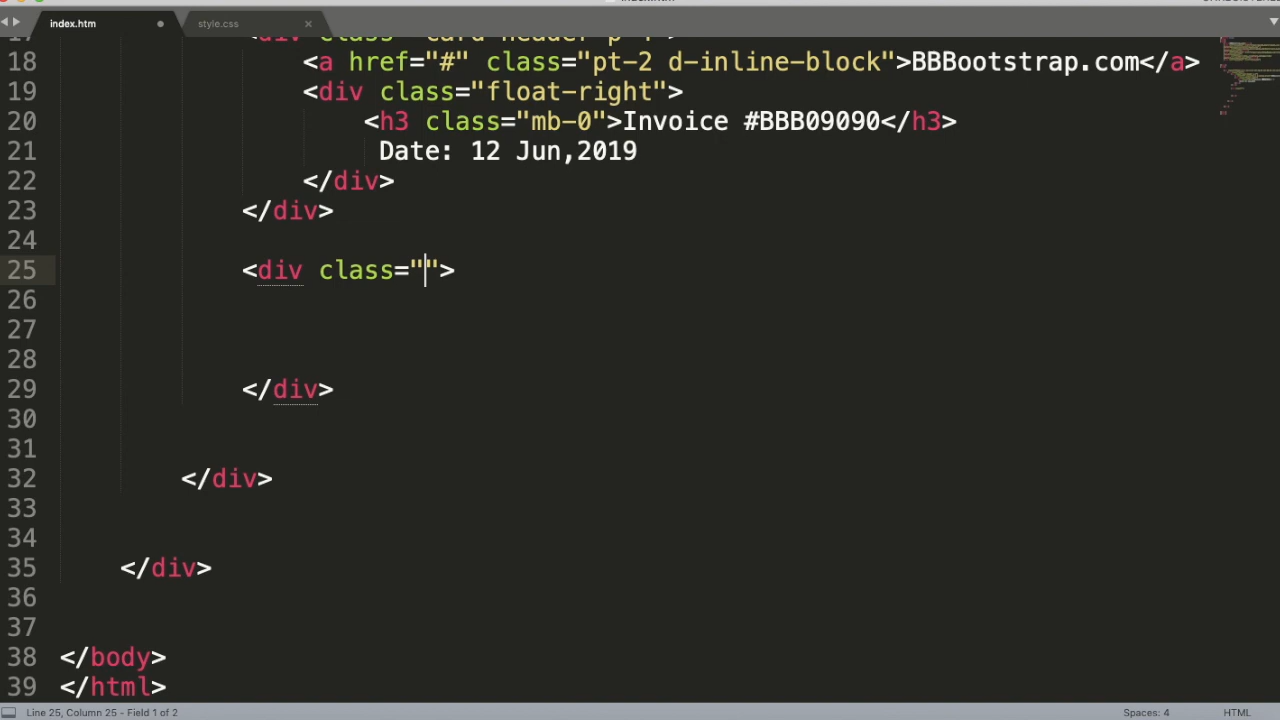 index.htm
style.css
18 <a href="#" class="pt-2 d-inline-block">BBBootstrap.com</a>
19 <div class="float-right">
20 <h3 class="mb-0">Invoice #BBB09090</h3>
21 Date: 12 Jun,2019
22 </div>
23 </div>
24
25 <div class="">
26
27
28
29 </div>
30
31
32 </div>
33
34
35 </div>
36
37
38 </body>
39 </html>
Line 25, Column 25 - Field 1 of 2
Spaces: 4
HTML